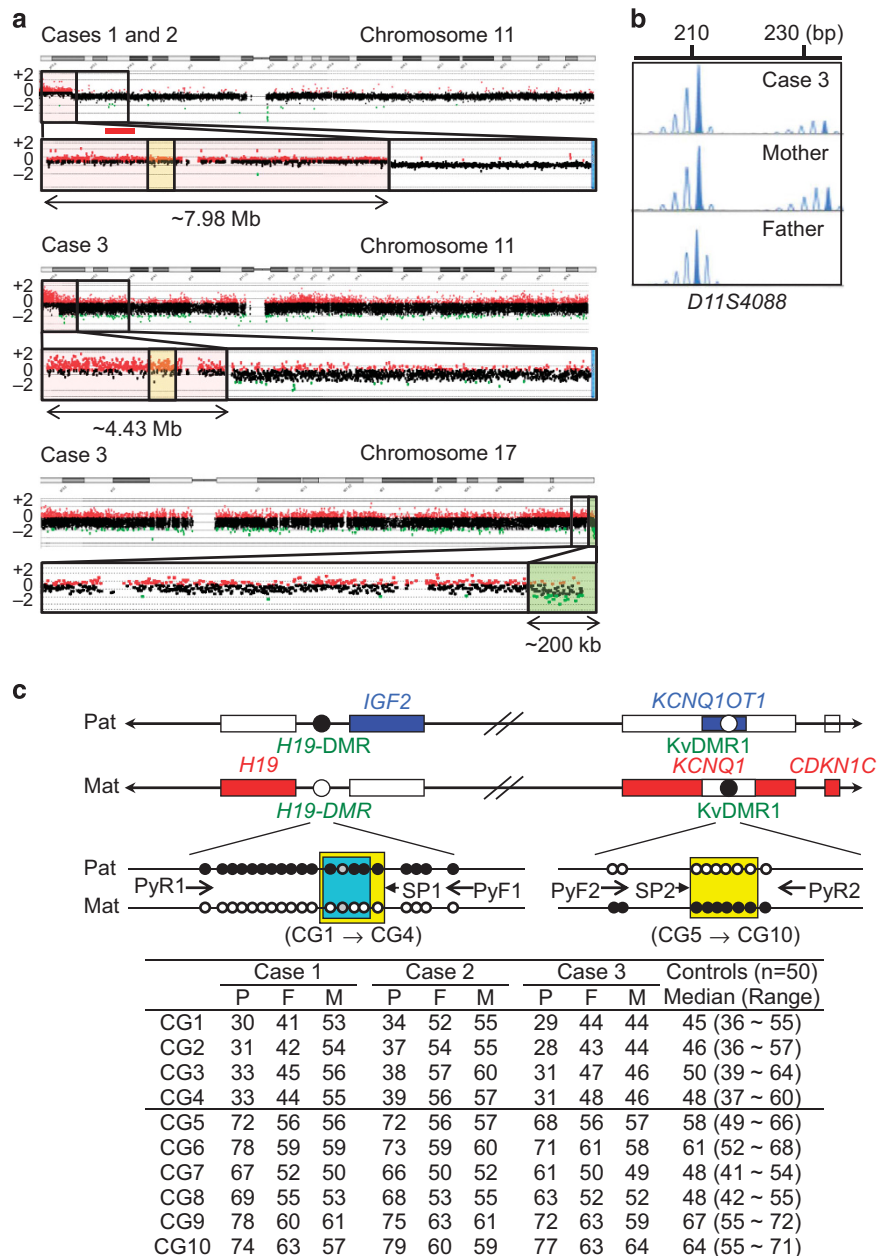 a
Cases 1 and 2 Chromosome 11
+2
0
−2
+2
0
−2
~7.98 Mb
Case 3 Chromosome 11
+2
0
−2
+2
0
−2
~4.43 Mb
Case 3 Chromosome 17
+2
0
−2
+2
0
−2
~200 kb
b
210 230 (bp)
Case 3
Mother
Father
D11S4088
c
IGF2 KCNQ1OT1
Pat
H19-DMR KvDMR1
H19 KCNQ1 CDKN1C
Mat
H19-DMR KvDMR1
Pat
PyR1 SP1 PyF1 PyF2 SP2 PyR2
Mat
(CG1 → CG4) (CG5 → CG10)
Case 1 Case 2 Case 3 Controls (n=50)
P F M P F M P F M Median (Range)
CG1 30 41 53 34 52 55 29 44 44 45 (36 ~ 55)
CG2 31 42 54 37 54 55 28 43 44 46 (36 ~ 57)
CG3 33 45 56 38 57 60 31 47 46 50 (39 ~ 64)
CG4 33 44 55 39 56 57 31 48 46 48 (37 ~ 60)
CG5 72 56 56 72 56 57 68 56 57 58 (49 ~ 66)
CG6 78 59 59 73 59 60 71 61 58 61 (52 ~ 68)
CG7 67 52 50 66 50 52 61 50 49 48 (41 ~ 54)
CG8 69 55 53 68 53 55 63 52 52 48 (42 ~ 55)
CG9 78 60 61 75 63 61 72 63 59 67 (55 ~ 72)
CG10 74 63 57 79 60 59 77 63 64 64 (55 ~ 71)